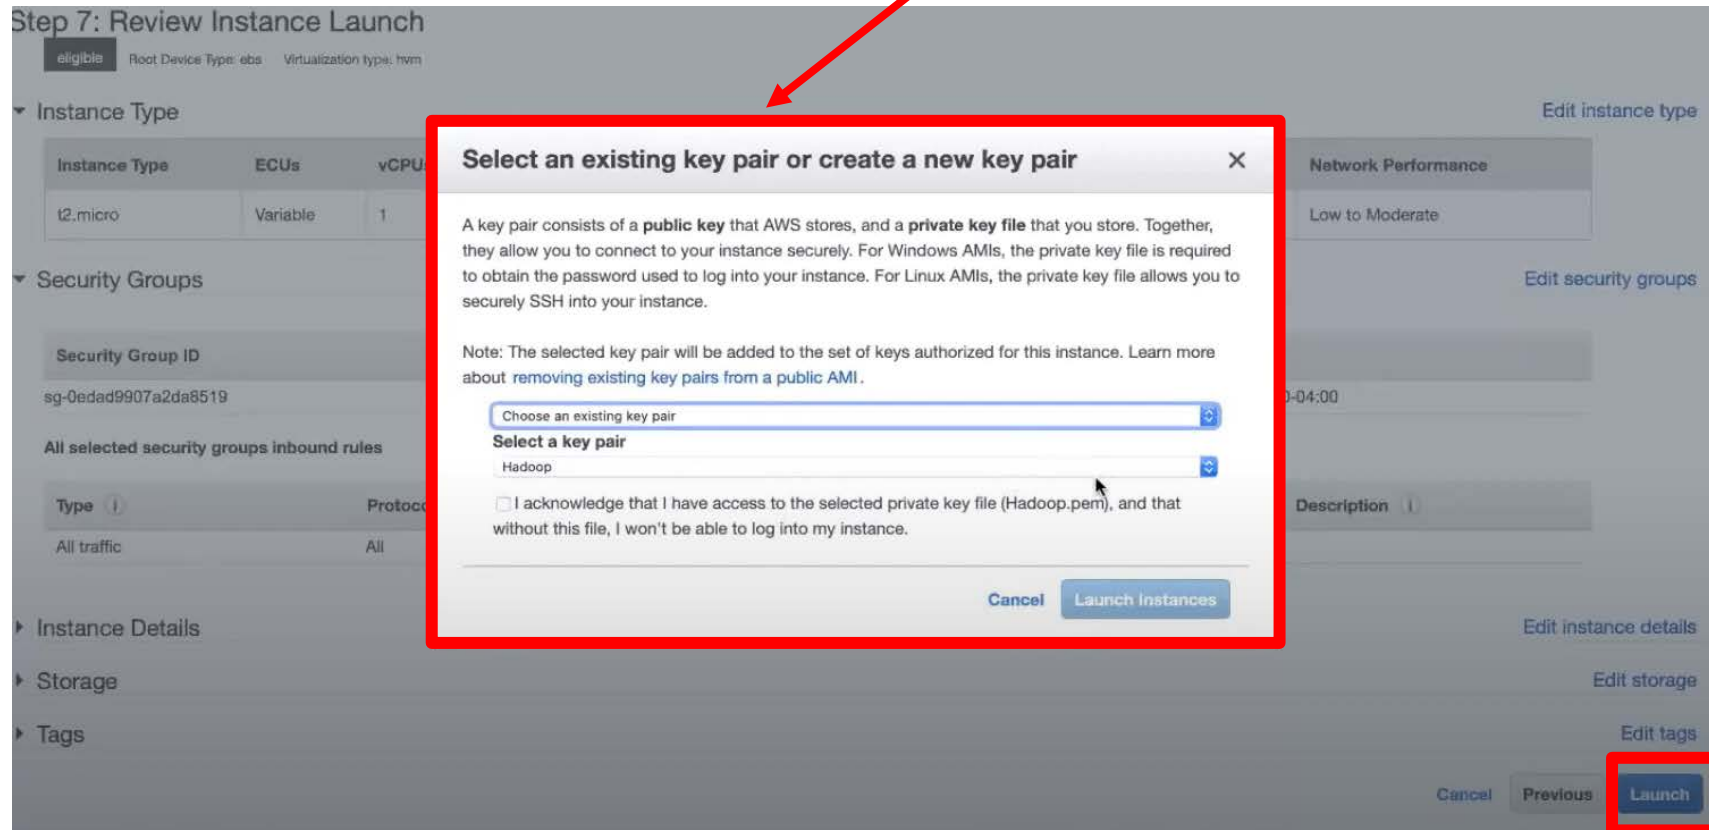 Step 7: Review Instance Launch
eligible Root Device Type: ebs Virtualization type: hvm
Instance Type Edit instance type
Instance Type ECUs vCPU Network Performance
t2.micro Variable 1 Low to Moderate
Security Groups Edit security groups
Security Group ID
sg-0edad9907a2da8519 -04:00
All selected security groups inbound rules
Type i Protoco Description i
All traffic All
Select an existing key pair or create a new key pair ×
A key pair consists of a public key that AWS stores, and a private key file that you store. Together,
they allow you to connect to your instance securely. For Windows AMIs, the private key file is required
to obtain the password used to log into your instance. For Linux AMIs, the private key file allows you to
securely SSH into your instance.
Note: The selected key pair will be added to the set of keys authorized for this instance. Learn more
about removing existing key pairs from a public AMI.
Choose an existing key pair
Select a key pair
Hadoop
I acknowledge that I have access to the selected private key file (Hadoop.pem), and that
without this file, I won't be able to log into my instance.
Cancel Launch Instances
Instance Details Edit instance details
Storage Edit storage
Tags Edit tags
Cancel Previous Launch